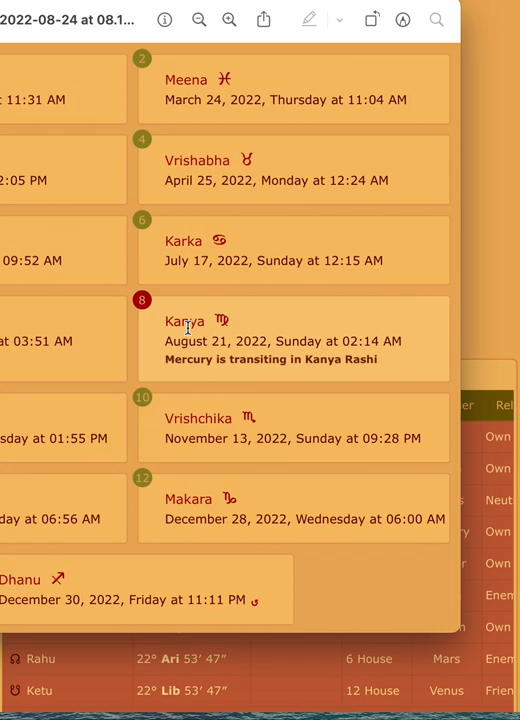 2022-08-24 at 08.1...
2
Meena ♓
t 11:31 AM
March 24, 2022, Thursday at 11:04 AM
4
Vrishabha ♉
2:05 PM
April 25, 2022, Monday at 12:24 AM
6
Karka ♋
09:52 AM
July 17, 2022, Sunday at 12:15 AM
8
Kanya ♍
at 03:51 AM
August 21, 2022, Sunday at 02:14 AM
Mercury is transiting in Kanya Rashi
10
Vrishchika ♏
sday at 01:55 PM
November 13, 2022, Sunday at 09:28 PM
12
Makara ♑
day at 06:56 AM
December 28, 2022, Wednesday at 06:00 AM
Dhanu ♐
December 30, 2022, Friday at 11:11 PM ↺
er Rel
Own
Own
s Neut
ry Own
r Own
Enem
Own
☊ Rahu 22° Ari 53′ 47″ 6 House Mars Enem
☋ Ketu 22° Lib 53′ 47″ 12 House Venus Frien